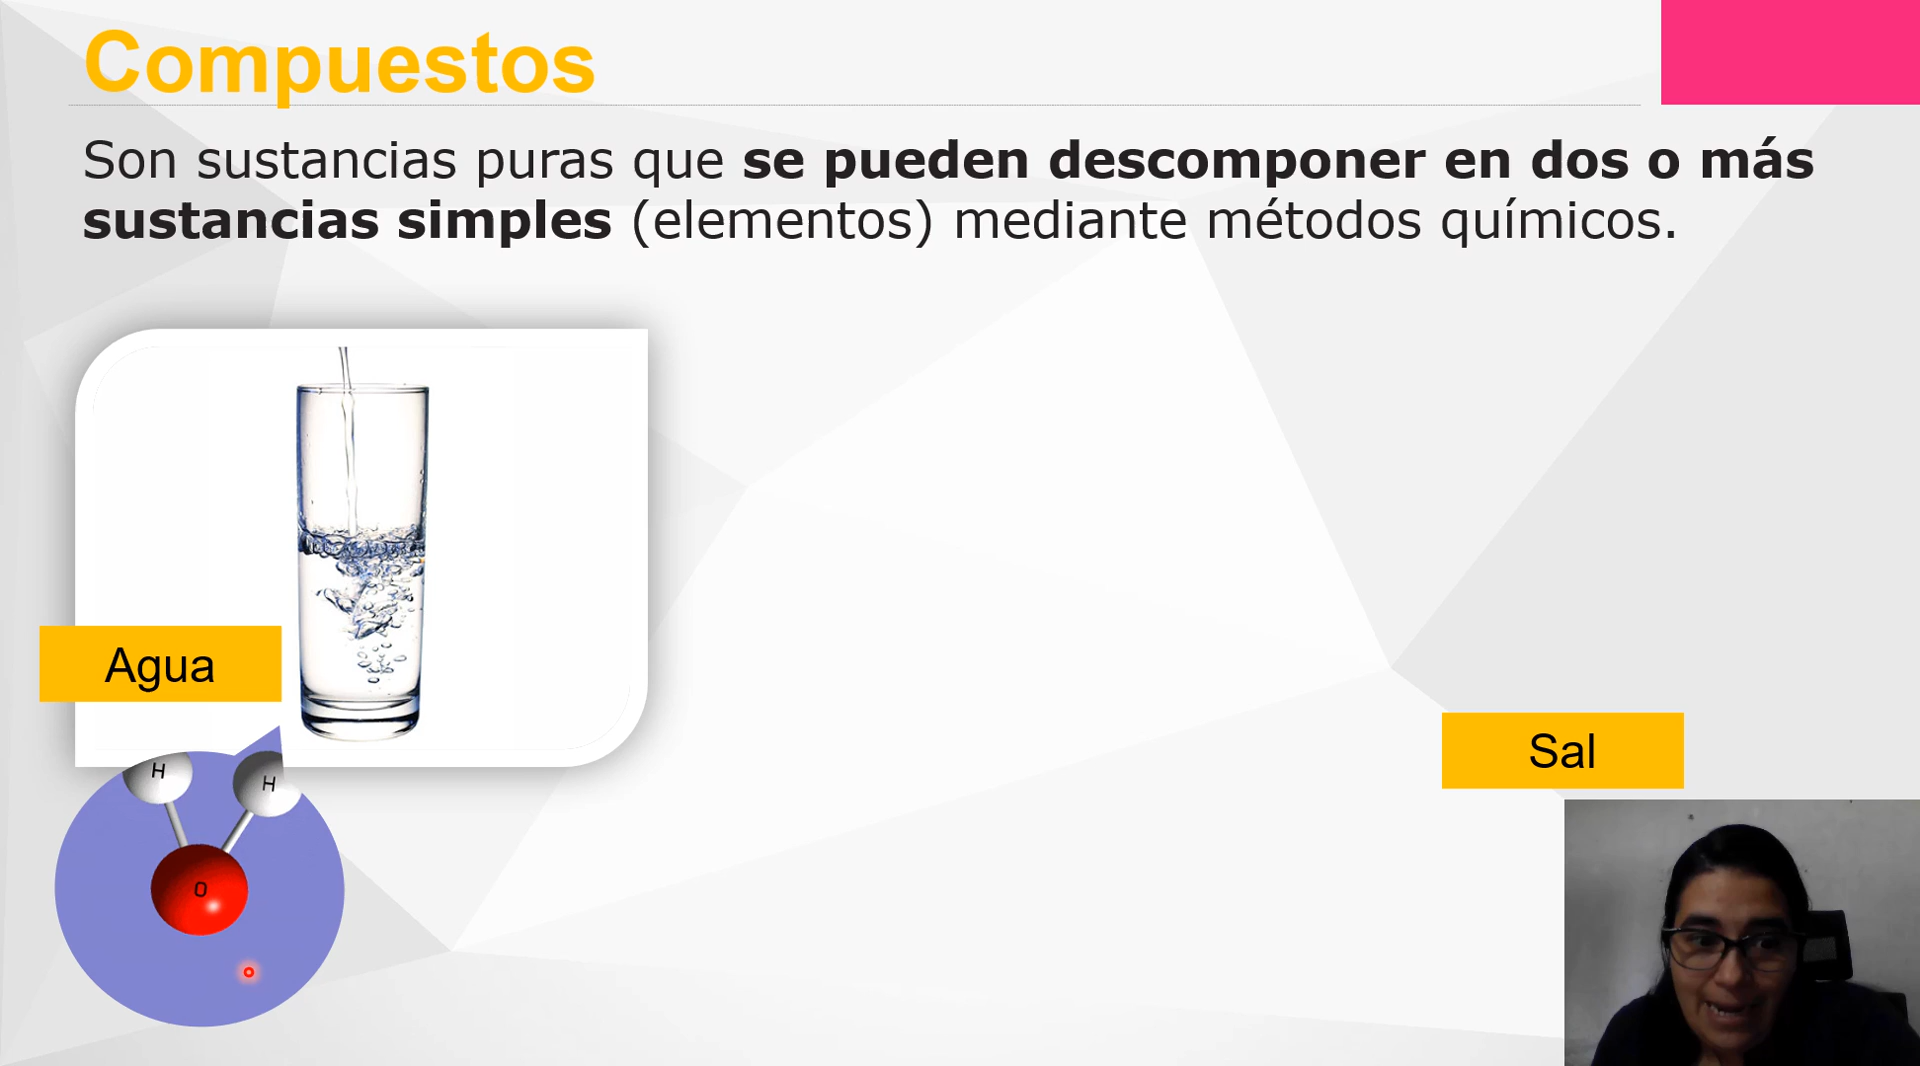 Compuestos
Son sustancias puras que se pueden descomponer en dos o más
sustancias simples (elementos) mediante métodos químicos.
Agua
H
H
O
Sal